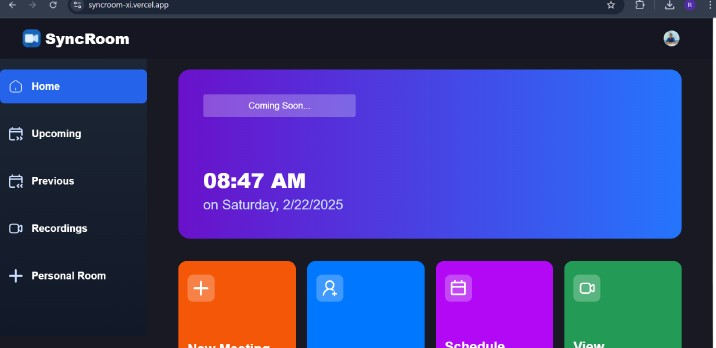 syncroom-xi.vercel.app
R
SyncRoom
Home
Upcoming
Previous
Recordings
Personal Room
Coming Soon...
08:47 AM
on Saturday, 2/22/2025
New Meeting
Schedule
View